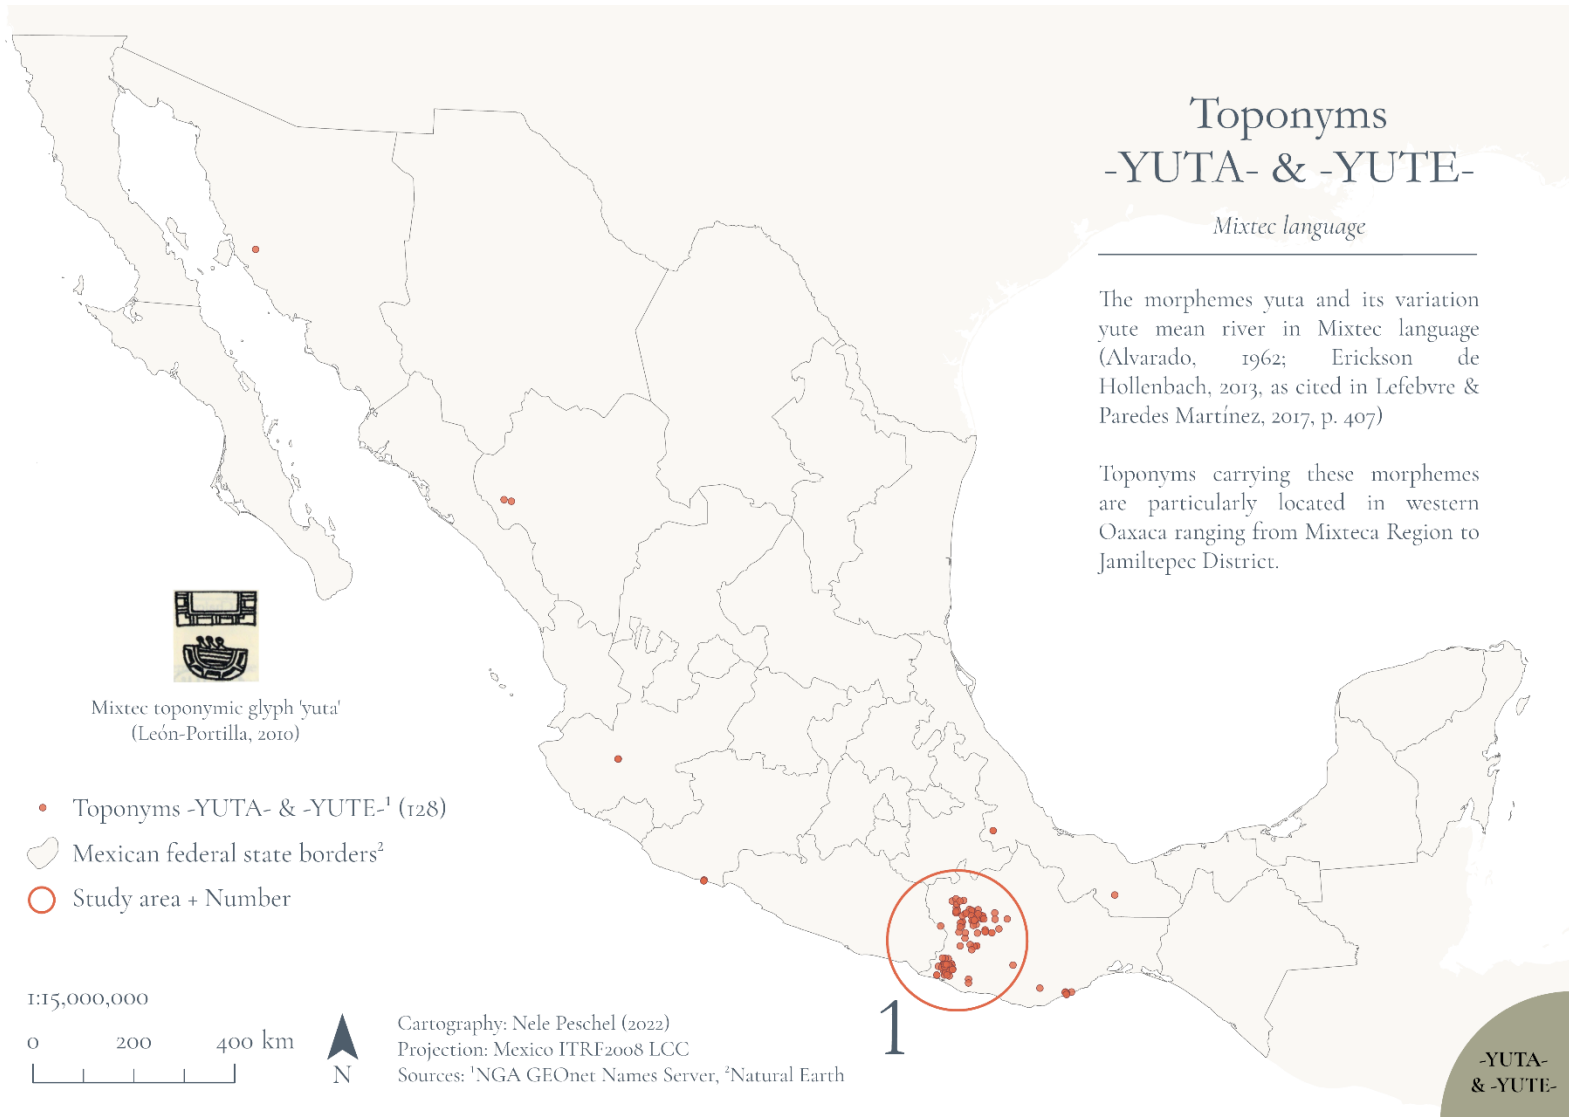 Toponyms
-YUTA- & -YUTE-
Mixtec language
The morphemes yuta and its variation
yute mean river in Mixtec language
(Alvarado, 1962; Erickson de
Hollenbach, 2013, as cited in Lefebvre &
Paredes Martínez, 2017, p. 407)
Toponyms carrying these morphemes
are particularly located in western
Oaxaca ranging from Mixteca Region to
Jamiltepec District.
Mixtec toponymic glyph 'yuta'
(León-Portilla, 2010)
Toponyms -YUTA- & -YUTE-¹ (128)
Mexican federal state borders²
Study area + Number
1:15,000,000
0 200 400 km
N
Cartography: Nele Peschel (2022)
Projection: Mexico ITRF2008 LCC
Sources: ¹NGA GEOnet Names Server, ²Natural Earth
1
-YUTA-
& -YUTE-